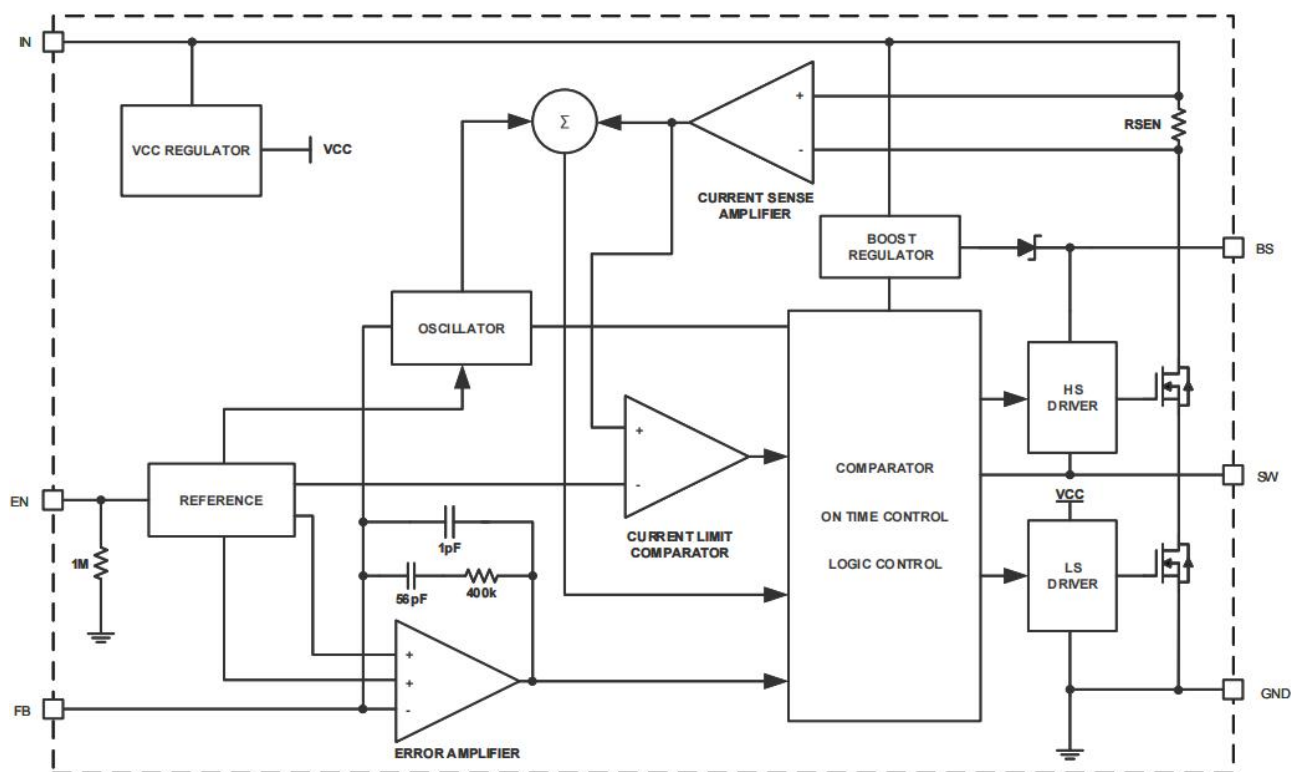 IN
VCC REGULATOR
VCC
Σ
+
-
RSEN
CURRENT SENSE
AMPLIFIER
BOOST
REGULATOR
BS
OSCILLATOR
HS
DRIVER
+
-
CURRENT LIMIT
COMPARATOR
COMPARATOR
ON TIME CONTROL
LOGIC CONTROL
SW
EN
REFERENCE
1M
VCC
LS
DRIVER
1pF
56pF
400k
+
+
-
ERROR AMPLIFIER
FB
GND